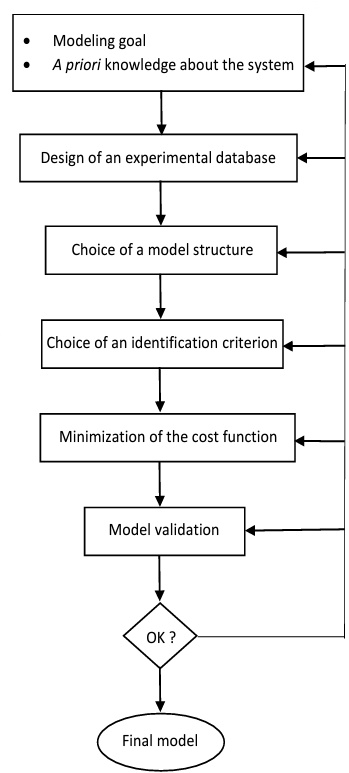 • Modeling goal
• A priori knowledge about the system
Design of an experimental database
Choice of a model structure
Choice of an identification criterion
Minimization of the cost function
Model validation
OK ?
Final model